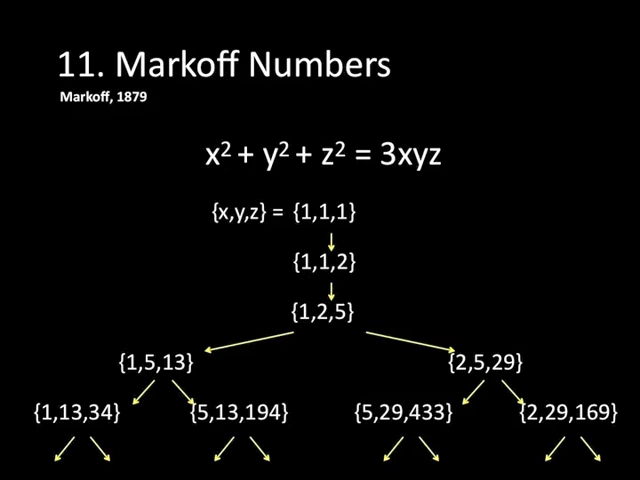 11. Markoff Numbers
Markoff, 1879
x² + y² + z² = 3xyz
{x,y,z} = {1,1,1}
{1,1,2}
{1,2,5}
{1,5,13} {2,5,29}
{1,13,34} {5,13,194} {5,29,433} {2,29,169}